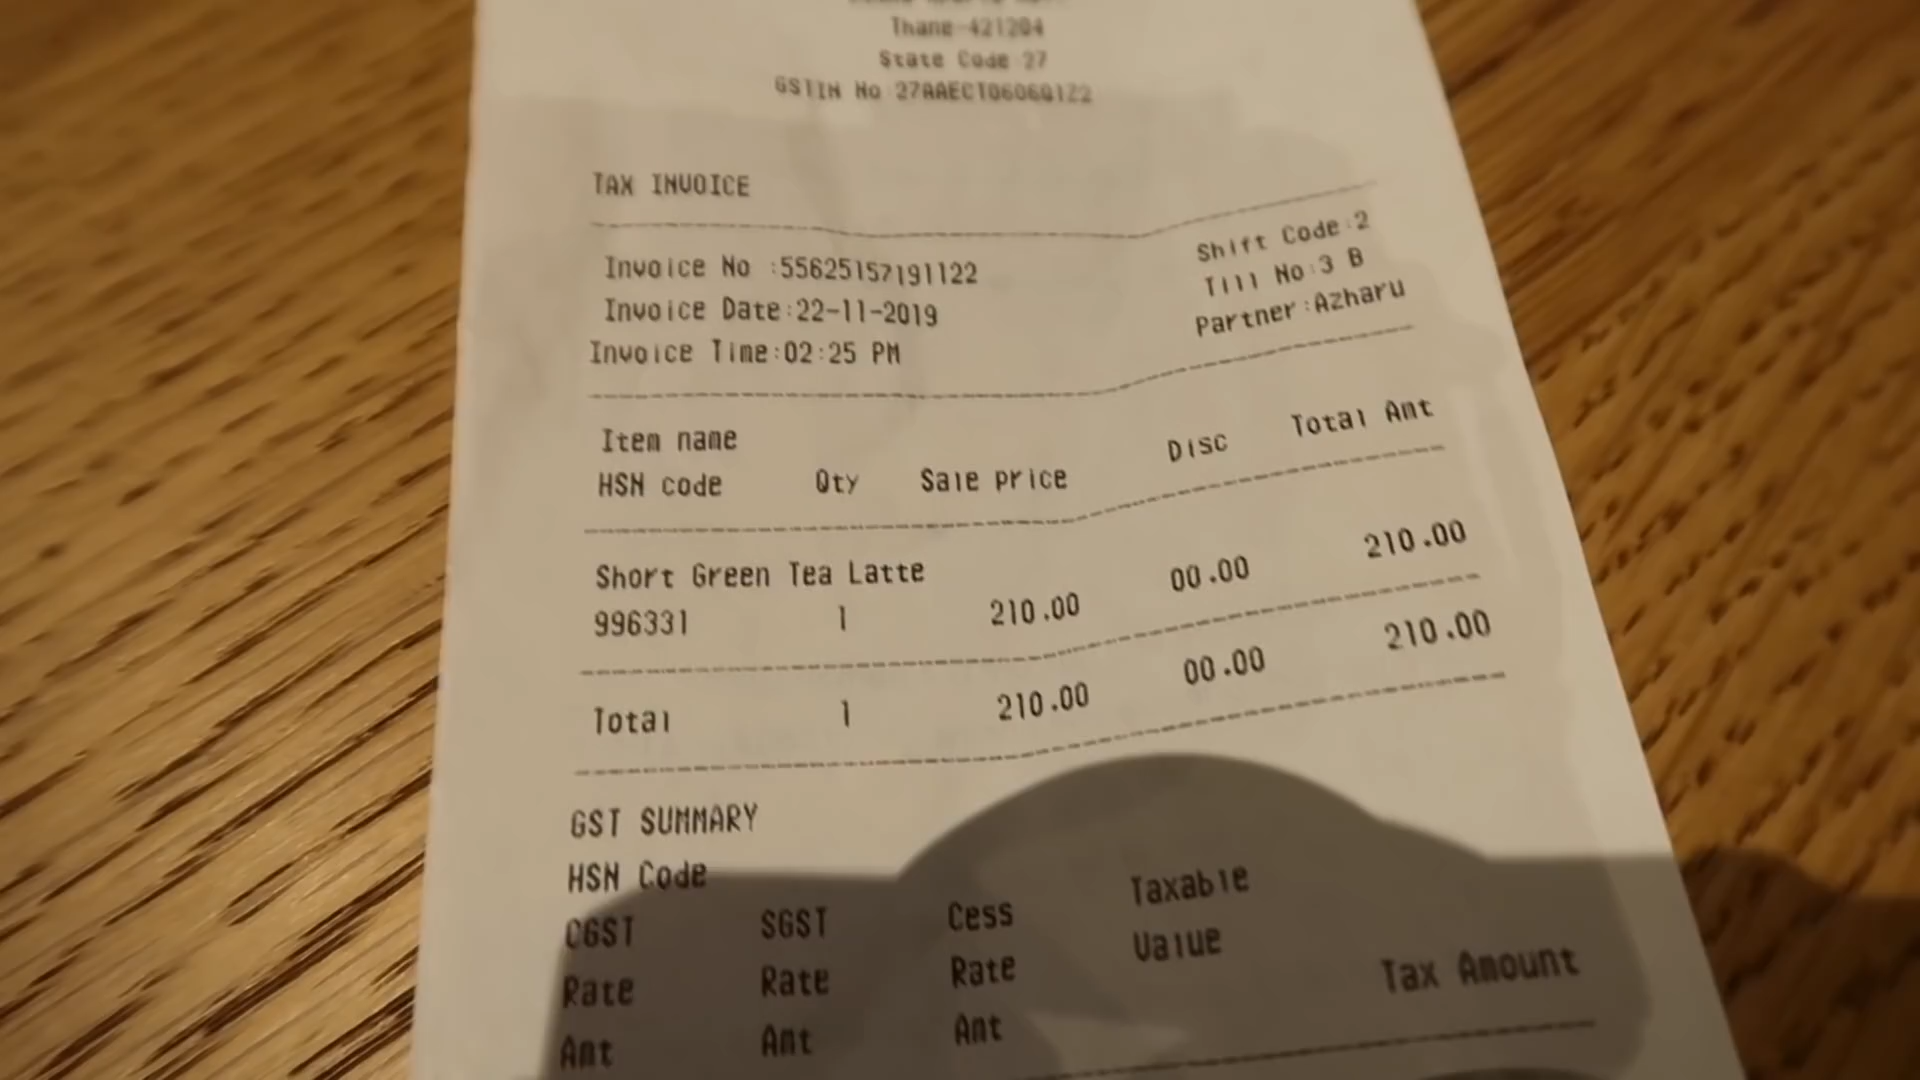 Thane-421204
State Code 27
GSTIN No 27AAECT0606Q1Z2
TAX INVOICE
Invoice No :55625157191122 Shift Code:2
Invoice Date:22-11-2019 Till No:3 B
Invoice Time:02:25 PM Partner:Azharu
Item name
HSN code Qty Sale price Disc Total Amt
Short Green Tea Latte
996331 1 210.00 00.00 210.00
Total 1 210.00 00.00 210.00
GST SUMMARY
HSN Code
CGST SGST Cess Taxable
Rate Rate Rate Value Tax Amount
Amt Amt Amt